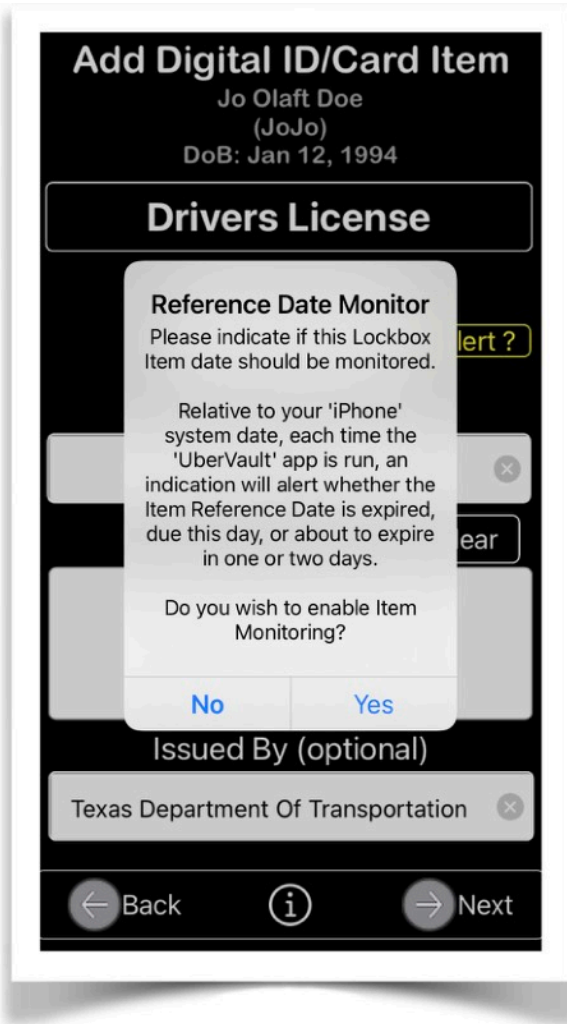 Add Digital ID/Card Item
Jo Olaft Doe
(JoJo)
DoB: Jan 12, 1994
Drivers License
Reference Date Monitor
Please indicate if this Lockbox
Item date should be monitored.
lert ?
Relative to your 'iPhone'
system date, each time the
'UberVault' app is run, an
indication will alert whether the
Item Reference Date is expired,
due this day, or about to expire
in one or two days.
ear
Do you wish to enable Item
Monitoring?
No Yes
Issued By (optional)
Texas Department Of Transportation
Back i Next